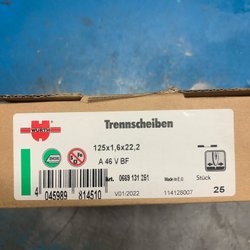 WÜRTH
Trennscheiben
125x1,6x22,2
A 46 V BF
Art. 0669 131 251
Made in E.U.
Stück
4 045989 814510
V01/2022
114128007
25